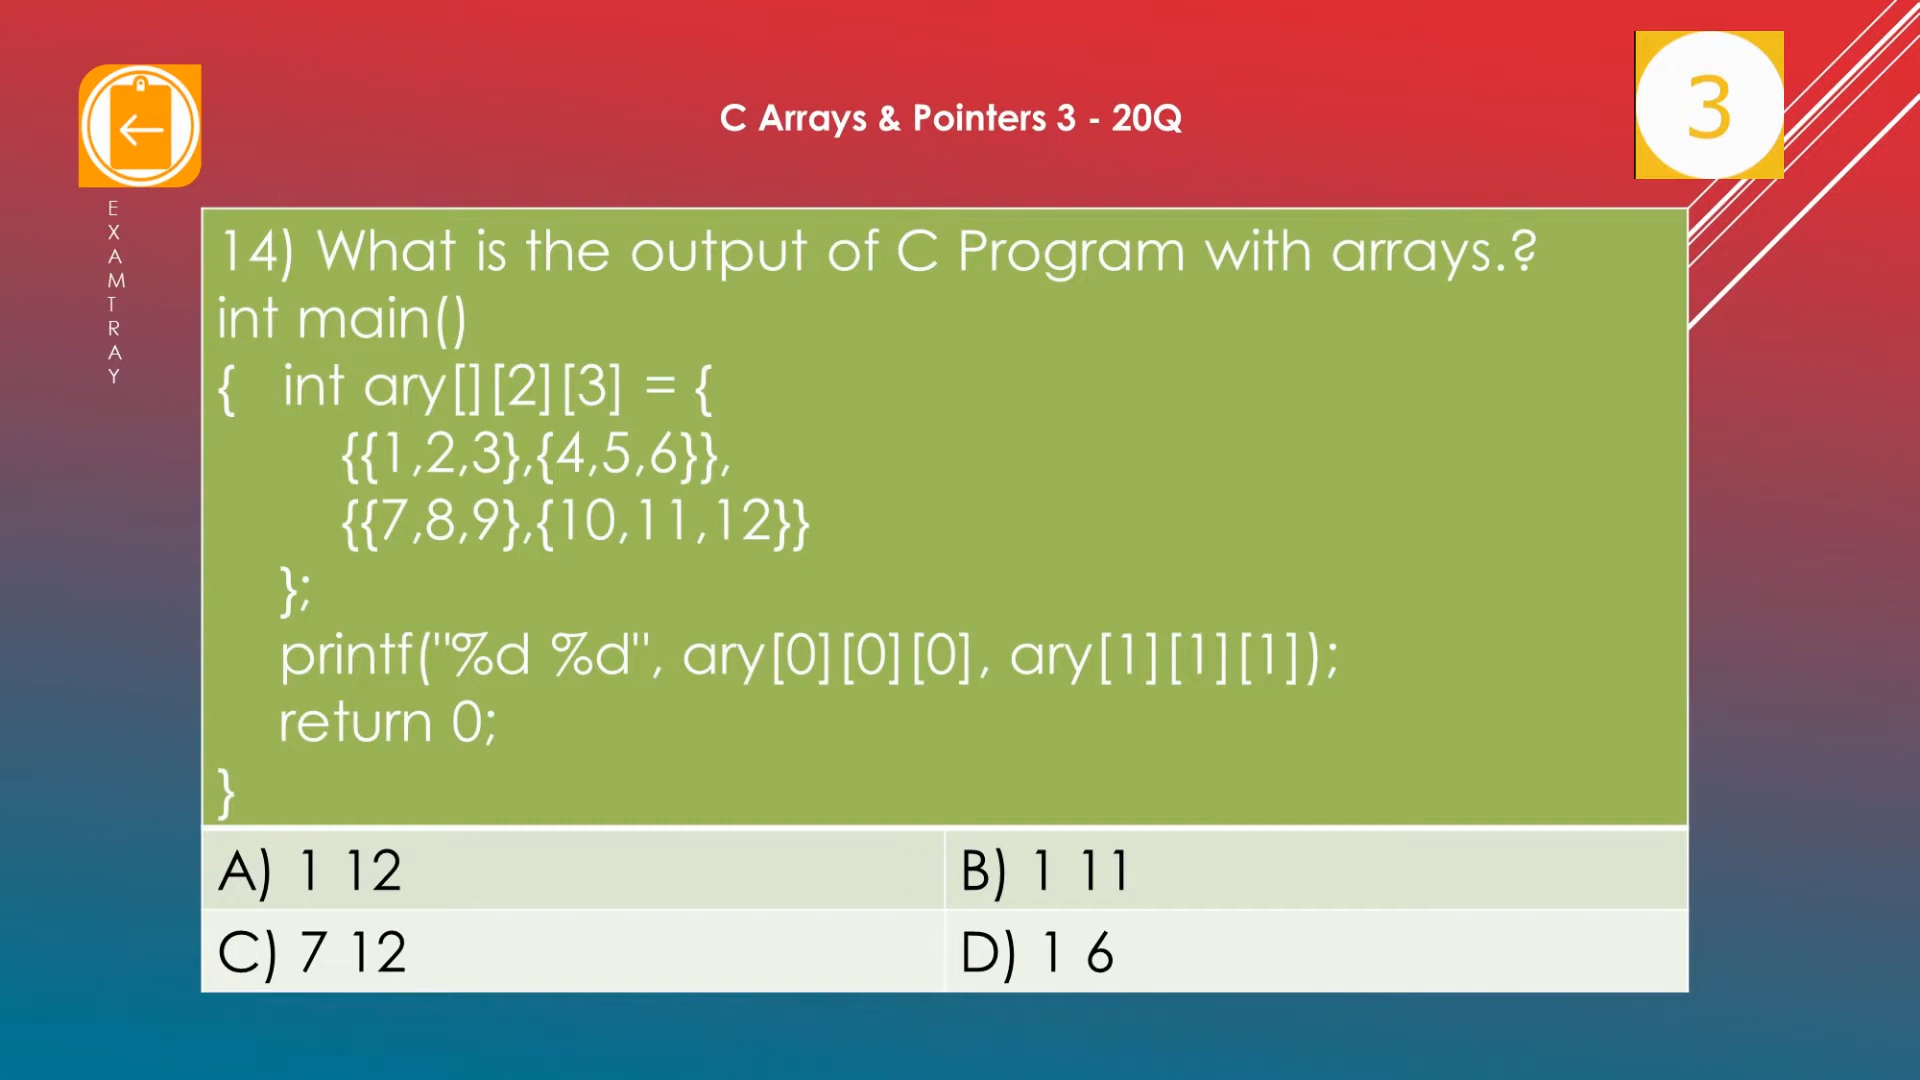 C Arrays & Pointers 3 - 20Q
3
EXAMTRAY
14) What is the output of C Program with arrays.?
int main()
{ int ary[][2][3] = {
{{1,2,3},{4,5,6}},
{{7,8,9},{10,11,12}}
};
printf("%d %d", ary[0][0][0], ary[1][1][1]);
return 0;
}
A) 1 12
B) 1 11
C) 7 12
D) 1 6